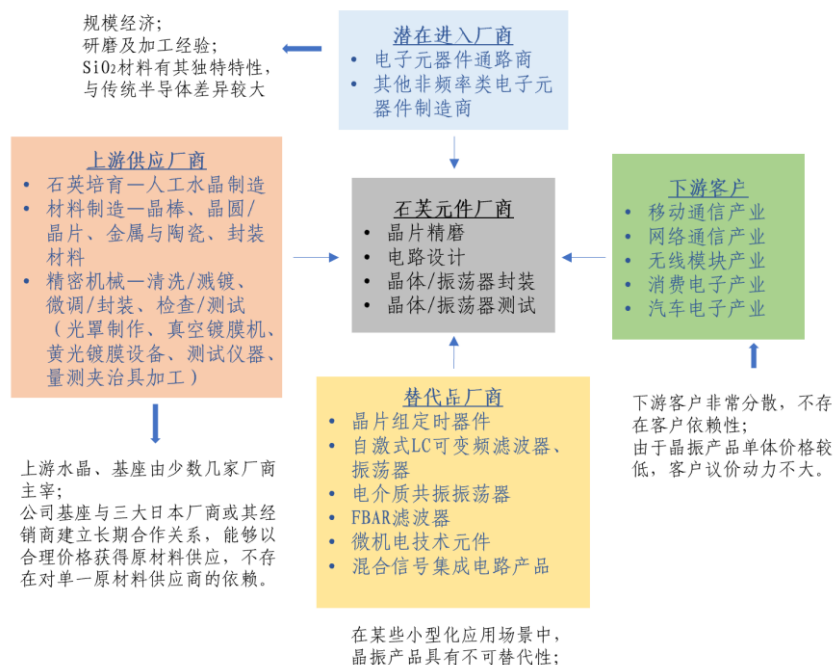 规模经济;
研磨及加工经验;
SiO₂材料有其独特特性,
与传统半导体差异较大
潜在进入厂商
• 电子元器件通路商
• 其他非频率类电子元
器件制造商
上游供应厂商
• 石英培育—人工水晶制造
• 材料制造—晶棒、晶圆/
晶片、金属与陶瓷、封装
材料
• 精密机械—清洗/溅镀、
微调/封装、检查/测试
(光罩制作、真空镀膜机、
黄光镀膜设备、测试仪器、
量测夹治具加工)
石英元件厂商
• 晶片精磨
• 电路设计
• 晶体/振荡器封装
• 晶体/振荡器测试
下游客户
• 移动通信产业
• 网络通信产业
• 无线模块产业
• 消费电子产业
• 汽车电子产业
替代品厂商
• 晶片组定时器件
• 自激式LC可变频滤波器、
振荡器
• 电介质共振振荡器
• FBAR滤波器
• 微机电技术元件
• 混合信号集成电路产品
下游客户非常分散,不存
在客户依赖性;
由于晶振产品单体价格较
低,客户议价动力不大。
上游水晶、基座由少数几家厂商
主宰;
公司基座与三大日本厂商或其经
销商建立长期合作关系,能够以
合理价格获得原材料供应,不存
在对单一原材料供应商的依赖。
在某些小型化应用场景中,
晶振产品具有不可替代性;